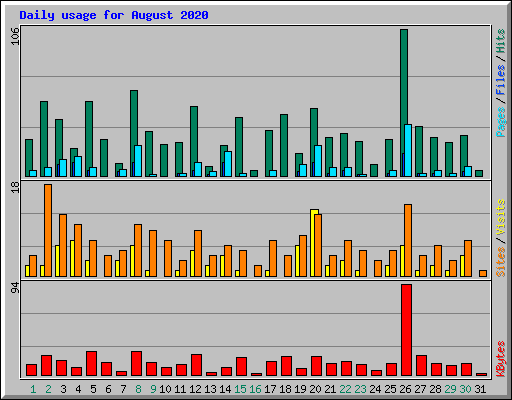 Daily usage for August 2020
106
Pages / Files / Hits
18
Sites / Visits
94
KBytes
1 2 3 4 5 6 7 8 9 10 11 12 13 14 15 16 17 18 19 20 21 22 23 24 25 26 27 28 29 30 31